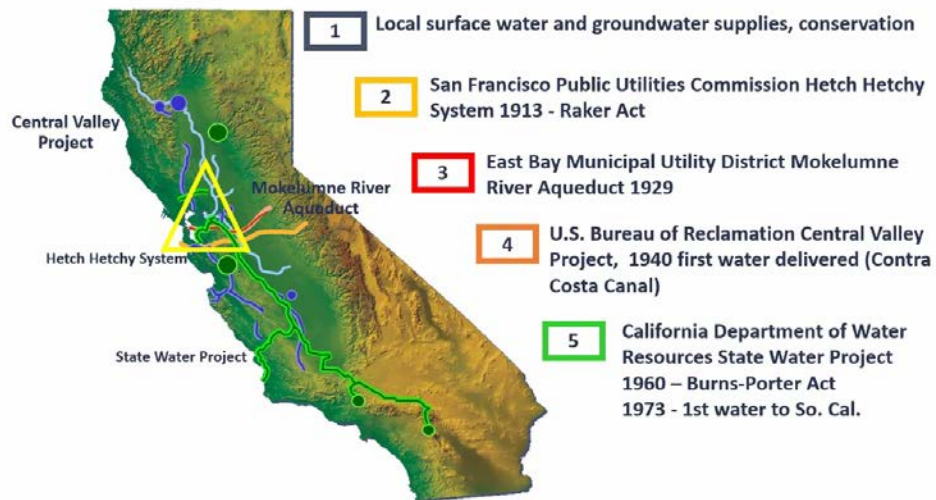 1
Local surface water and groundwater supplies, conservation
2
San Francisco Public Utilities Commission Hetch Hetchy
System 1913 - Raker Act
3
East Bay Municipal Utility District Mokelumne
River Aqueduct 1929
4
U.S. Bureau of Reclamation Central Valley
Project,  1940 first water delivered (Contra
Costa Canal)
5
California Department of Water
Resources State Water Project
1960 – Burns-Porter Act
1973 - 1st water to So. Cal.
Central Valley
Project
Mokelumne River
Aqueduct
Hetch Hetchy System
State Water Project